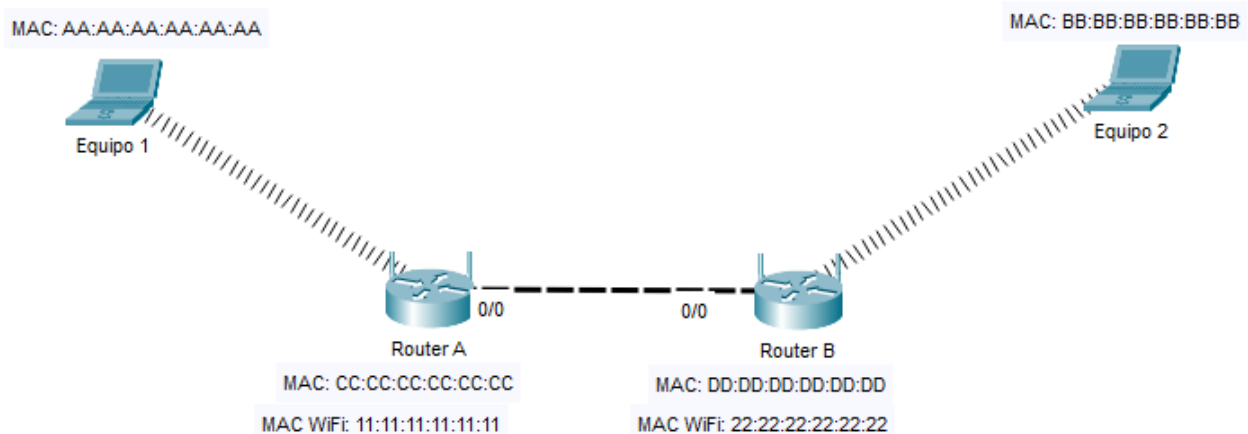 MAC: AA:AA:AA:AA:AA:AA
MAC: BB:BB:BB:BB:BB:BB
Equipo 1
Equipo 2
0/0
0/0
Router A
Router B
MAC: CC:CC:CC:CC:CC:CC
MAC: DD:DD:DD:DD:DD:DD
MAC WiFi: 11:11:11:11:11:11
MAC WiFi: 22:22:22:22:22:22